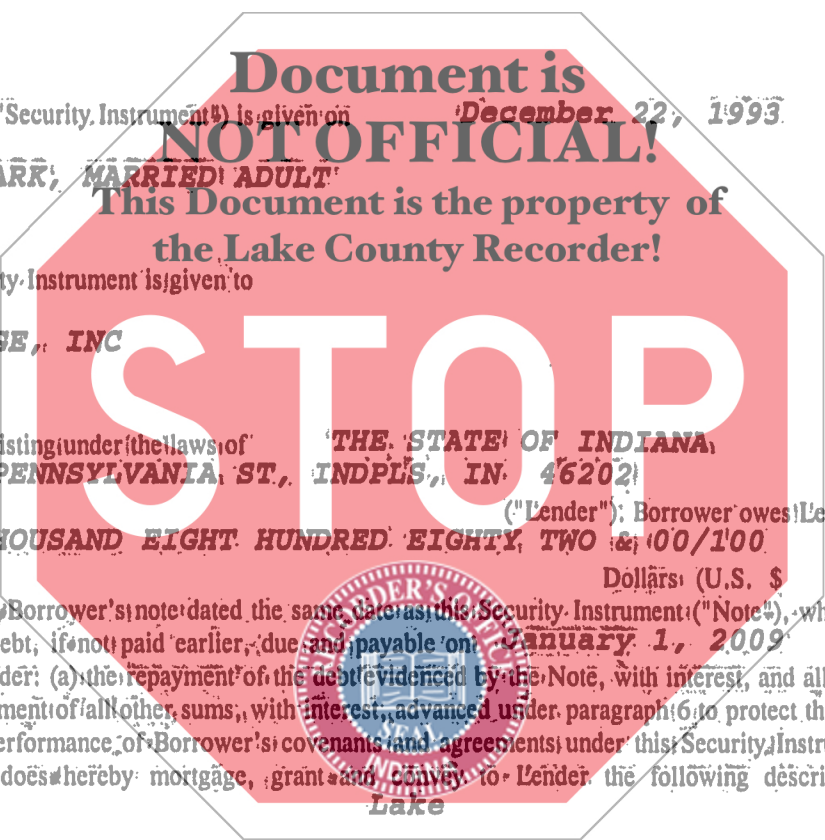 Document is
"Security Instrument") is given on December 22, 1993
NOT OFFICIAL!
ARK, MARRIED ADULT
This Document is the property of
the Lake County Recorder!
ty Instrument is given to
SE, INC
STOP
isting under the laws of THE STATE OF INDIANA
PENNSYLVANIA ST., INDPLS, IN 46202
("Lender"). Borrower owes Le
HOUSAND EIGHT HUNDRED EIGHTY TWO & 00/100
Dollars (U.S. $
Borrower's note dated the same date as this Security Instrument ("Note"), wh
ebt, if not paid earlier, due and payable on January 1, 2009
der: (a) the repayment of the debt evidenced by the Note, with interest, and all
ment of all other sums, with interest, advanced under paragraph 6 to protect th
erformance of Borrower's covenants and agreements under this Security Instru
does hereby mortgage, grant and convey to Lender the following descri
Lake
RECORDER'S OFFICE
SEAL
INDIANA